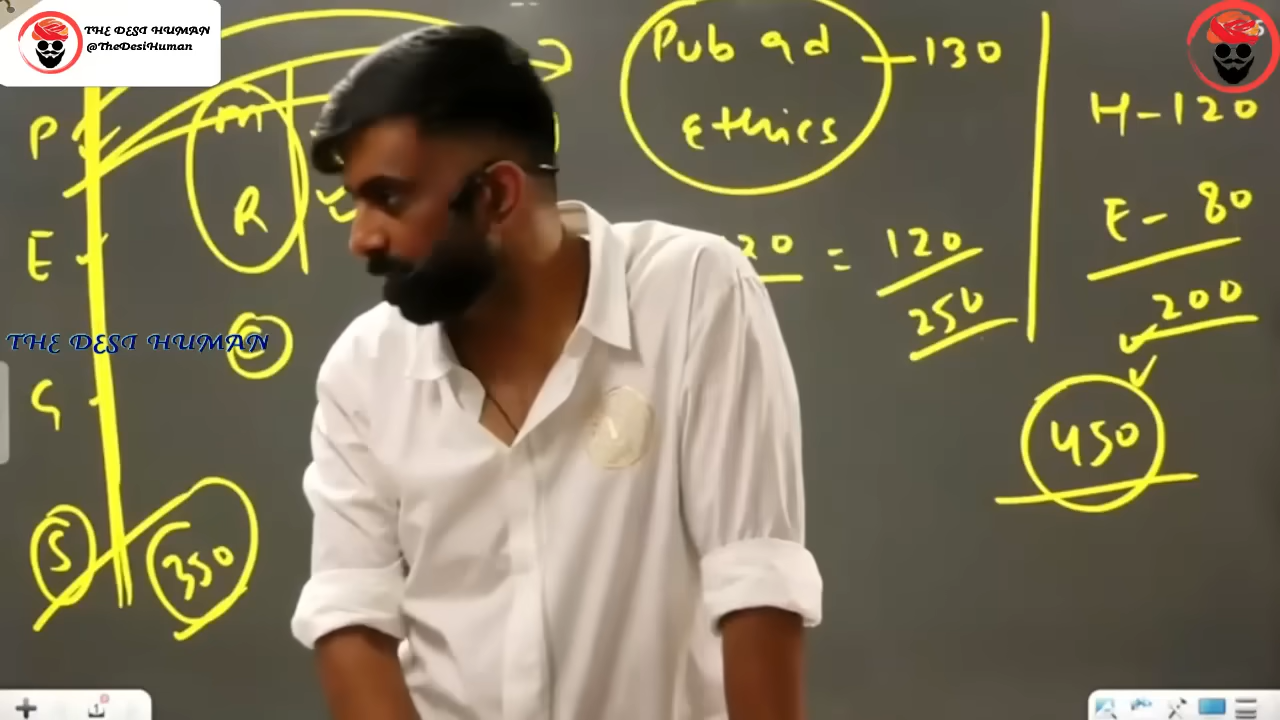 THE DESI HUMAN
@TheDesiHuman
Pub ad - 130
Ethics
P
M
R
E
20 = 120
250
H - 120
E - 80
200
450
THE DESI HUMAN
G
S
350